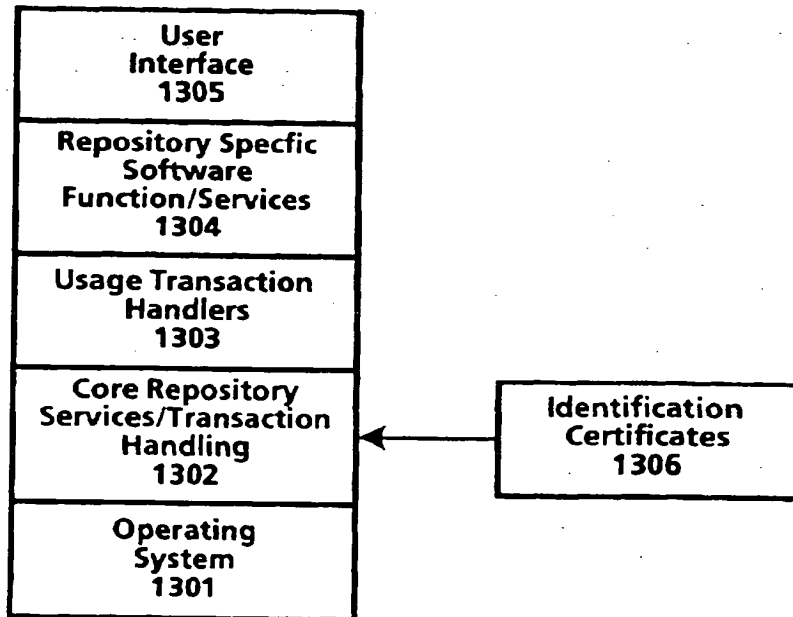 User
Interface
1305
Repository Specfic
Software
Function/Services
1304
Usage Transaction
Handlers
1303
Core Repository
Services/Transaction
Handling
1302
Identification
Certificates
1306
Operating
System
1301